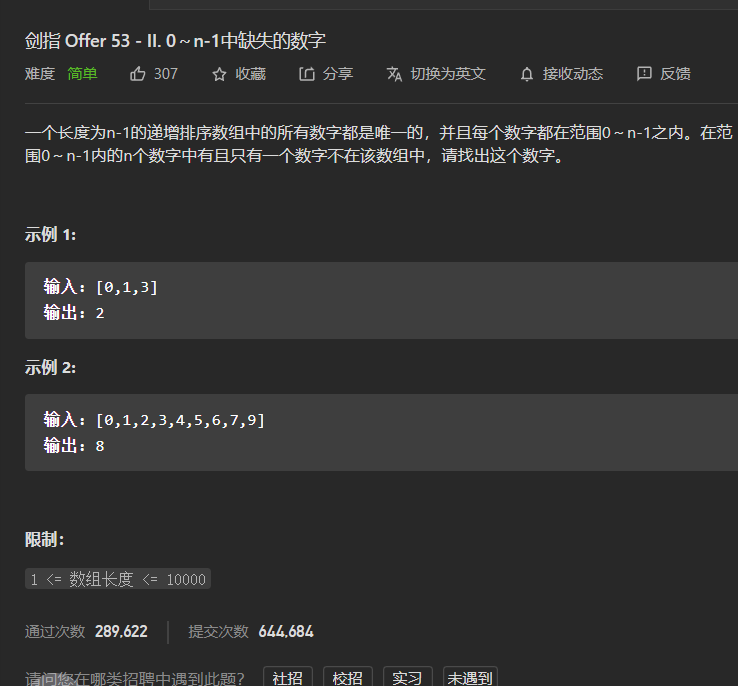 剑指 Offer 53 - II. 0～n-1中缺失的数字
难度 简单 307 收藏 分享 切换为英文 接收动态 反馈
一个长度为n-1的递增排序数组中的所有数字都是唯一的，并且每个数字都在范围0～n-1之内。在范
围0～n-1内的n个数字中有且只有一个数字不在该数组中，请找出这个数字。
示例 1:
输入: [0,1,3]
输出: 2
示例 2:
输入: [0,1,2,3,4,5,6,7,9]
输出: 8
限制：
1 <= 数组长度 <= 10000
通过次数 289,622 提交次数 644,684
请问您在哪类招聘中遇到此题？ 社招 校招 实习 未遇到